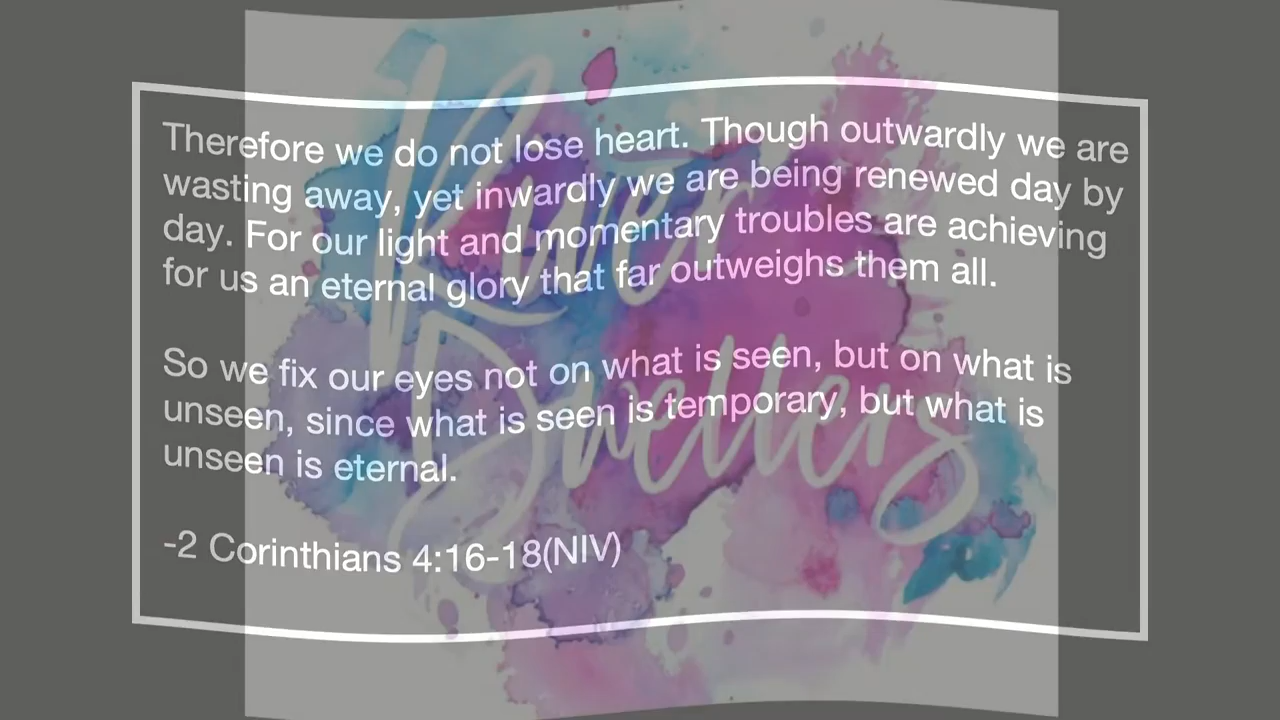 River
Dwellers
Therefore we do not lose heart. Though outwardly we are
wasting away, yet inwardly we are being renewed day by
day. For our light and momentary troubles are achieving
for us an eternal glory that far outweighs them all.
So we fix our eyes not on what is seen, but on what is
unseen, since what is seen is temporary, but what is
unseen is eternal.
-2 Corinthians 4:16-18(NIV)